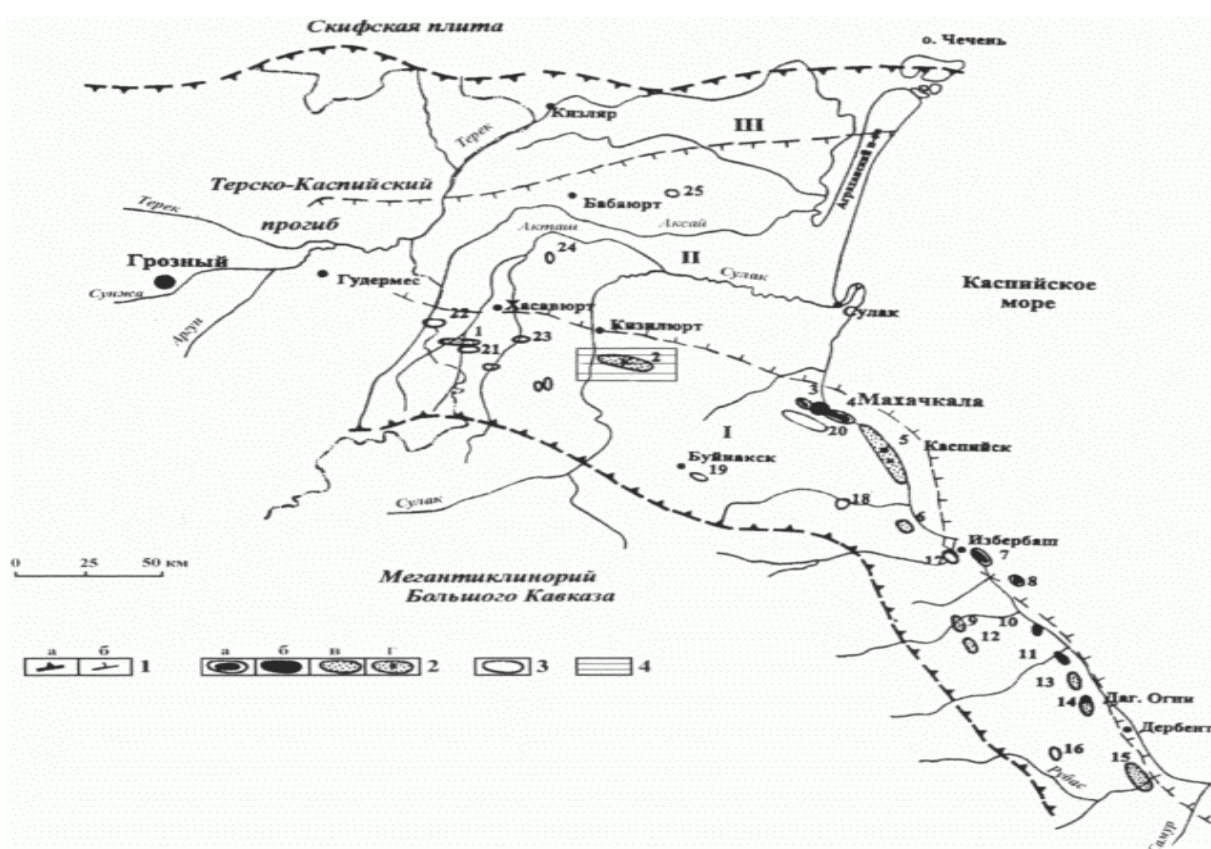 Скифская плита
о. Чечень
Кизляр
Терек
III
Терско-Каспийский
прогиб
Аграханский п-ов
25
Бабаюрт
Терек
Аксай
Акташ
24
II
Грозный
Гудермес
Сулак
Каспийское
море
Сунжа
Хасавюрт
Сулак
Аргун
22
1
Кизилюрт
21
23
2
3
4
Махачкала
20
I
5
Каспийск
Буйнакск
19
Сулак
18
6
Избербаш
0 25 50 км
17
7
Мегантиклинорий
Большого Кавказа
8
9
10
12
а б
а б в г
11
1
2
3
4
13
14
Даг. Огни
Дербент
16
15
Рубас
Самур